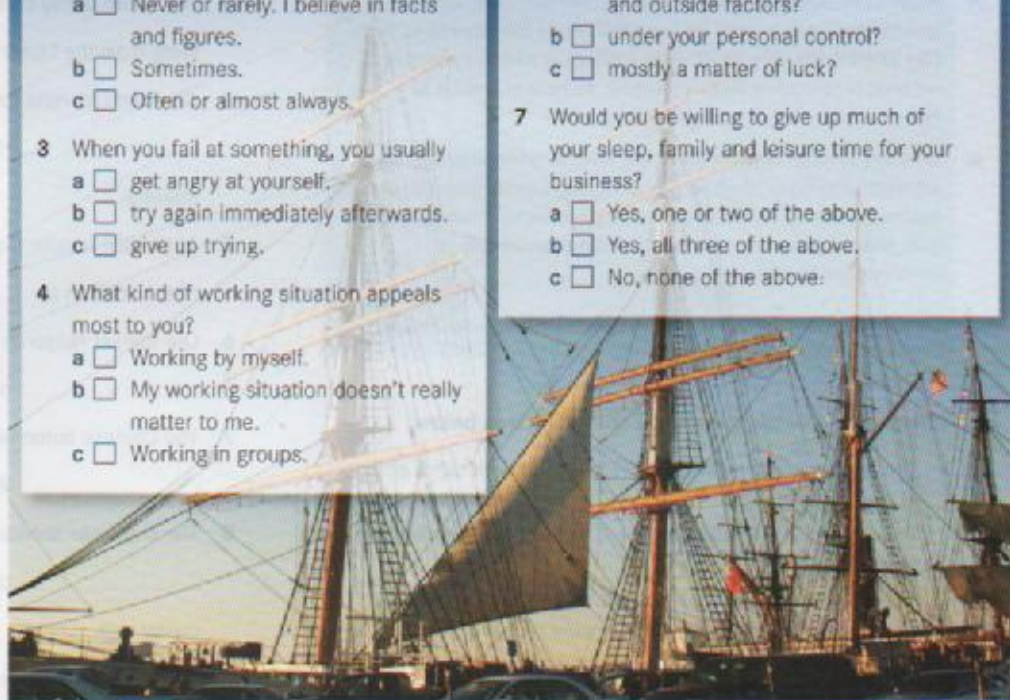 a Never or rarely. I believe in facts
and figures.
b Sometimes.
c Often or almost always.
3 When you fail at something, you usually
a get angry at yourself.
b try again immediately afterwards.
c give up trying.
4 What kind of working situation appeals
most to you?
a Working by myself.
b My working situation doesn't really
matter to me.
c Working in groups.
and outside factors?
b under your personal control?
c mostly a matter of luck?
7 Would you be willing to give up much of
your sleep, family and leisure time for your
business?
a Yes, one or two of the above.
b Yes, all three of the above.
c No, none of the above.